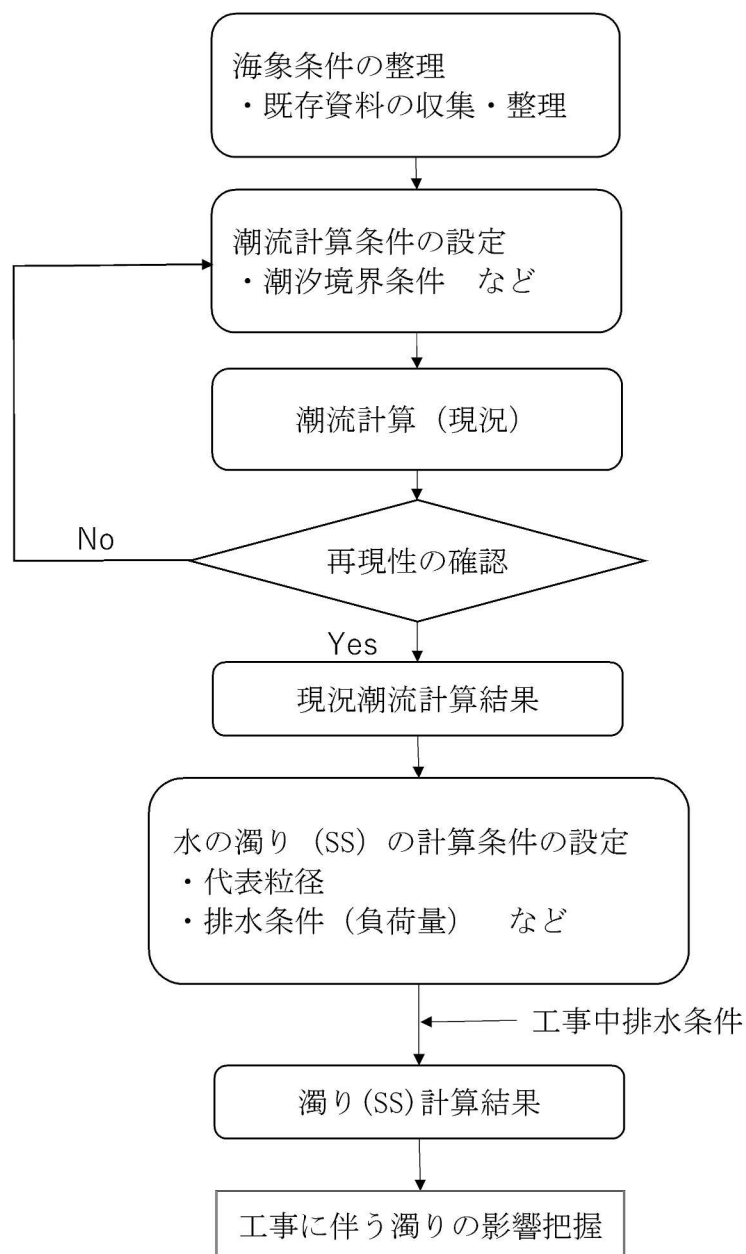 海象条件の整理
・既存資料の収集・整理
潮流計算条件の設定
・潮汐境界条　など
潮流計算（現況）
No
再現性の確認
Yes
現況潮流計算結果
水の濁り（SS）の計算条件の設定
・代表粒径
・排水条件（負荷量）　など
工事中排水条件
濁り(SS)計算結果
工事に伴う濁りの影響把握